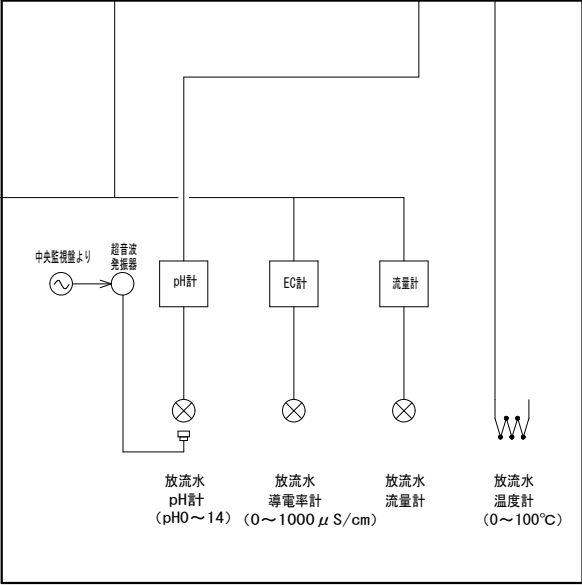 中央監視盤より
超音波
発振器
pH計
EC計
流量計
放流水
pH計
(pH0～14)
放流水
導電率計
(0～1000μS/cm)
放流水
流量計
放流水
温度計
(0～100℃)